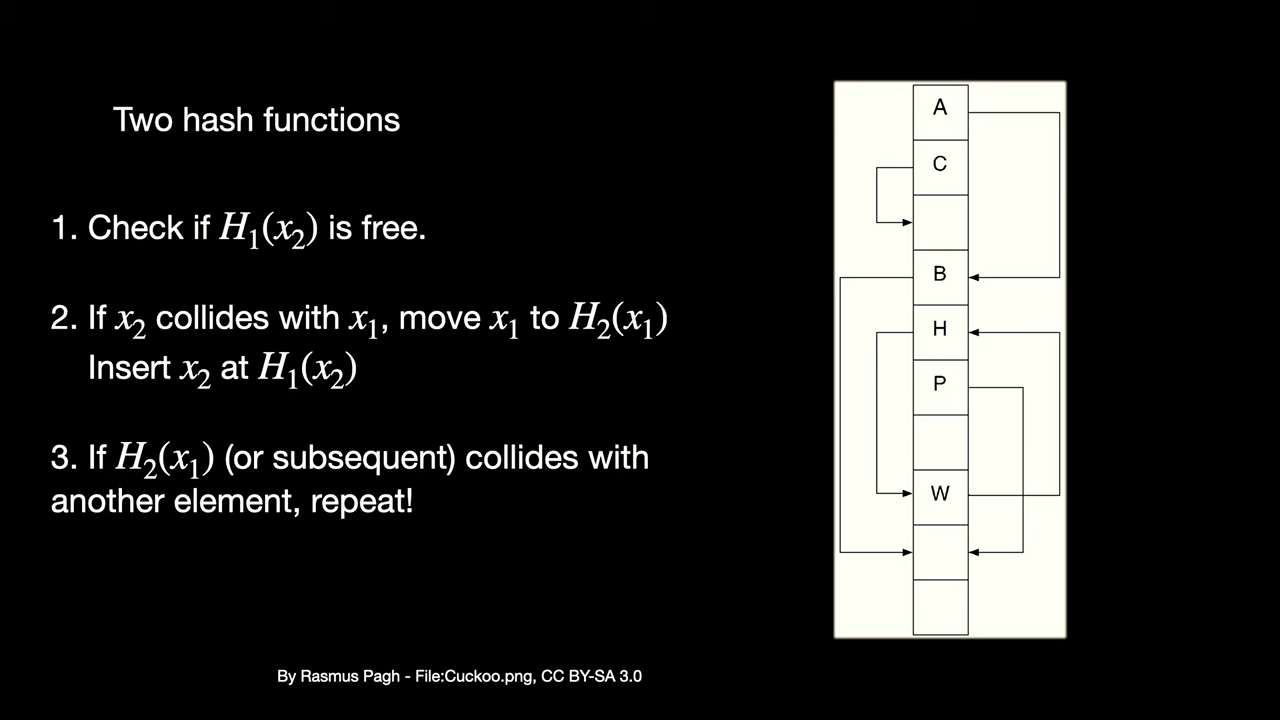 Two hash functions
1. Check if H₁(x₂) is free.
2. If x₂ collides with x₁, move x₁ to H₂(x₁)
Insert x₂ at H₁(x₂)
3. If H₂(x₁) (or subsequent) collides with
another element, repeat!
A
C
B
H
P
W
By Rasmus Pagh - File:Cuckoo.png, CC BY-SA 3.0